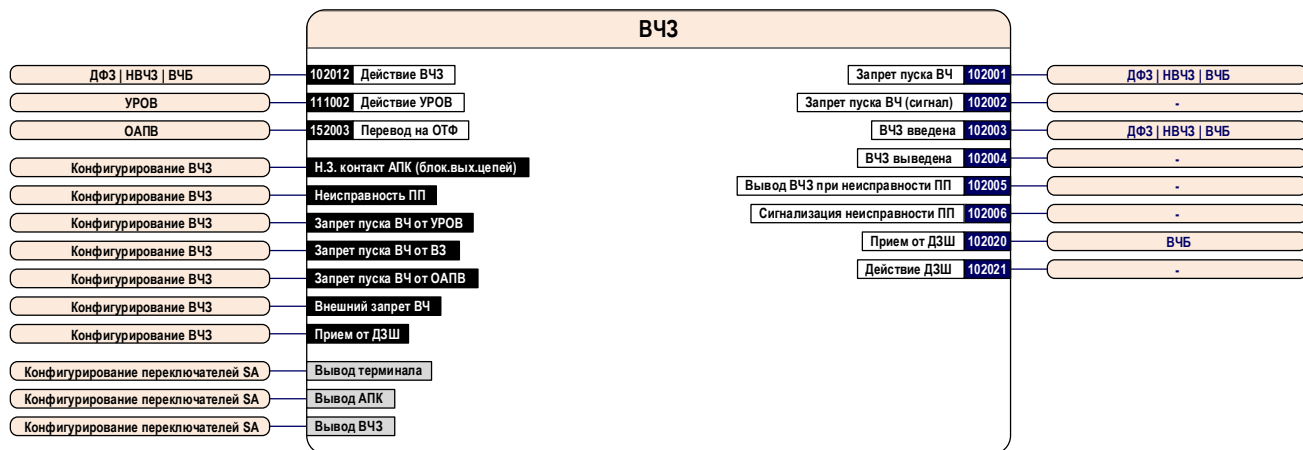 ВЧЗ
ДФЗ | НВЧЗ | ВЧБ 102012 Действие ВЧЗ Запрет пуска ВЧ 102001 ДФЗ | НВЧЗ | ВЧБ
УРОВ 111002 Действие УРОВ Запрет пуска ВЧ (сигнал) 102002 -
ОАПВ 152003 Перевод на ОТФ ВЧЗ введена 102003 ДФЗ | НВЧЗ | ВЧБ
ВЧЗ выведена 102004 -
Конфигурирование ВЧЗ Н.З. контакт АПК (блок.вых.цепей)
Вывод ВЧЗ при неисправности ПП 102005 -
Конфигурирование ВЧЗ Неисправность ПП
Сигнализация неисправности ПП 102006 -
Конфигурирование ВЧЗ Запрет пуска ВЧ от УРОВ
Прием от ДЗШ 102020 ВЧБ
Конфигурирование ВЧЗ Запрет пуска ВЧ от ВЗ
Действие ДЗШ 102021 -
Конфигурирование ВЧЗ Запрет пуска ВЧ от ОАПВ
Конфигурирование ВЧЗ Внешний запрет ВЧ
Конфигурирование ВЧЗ Прием от ДЗШ
Конфигурирование переключателей SA Вывод терминала
Конфигурирование переключателей SA Вывод АПК
Конфигурирование переключателей SA Вывод ВЧЗ